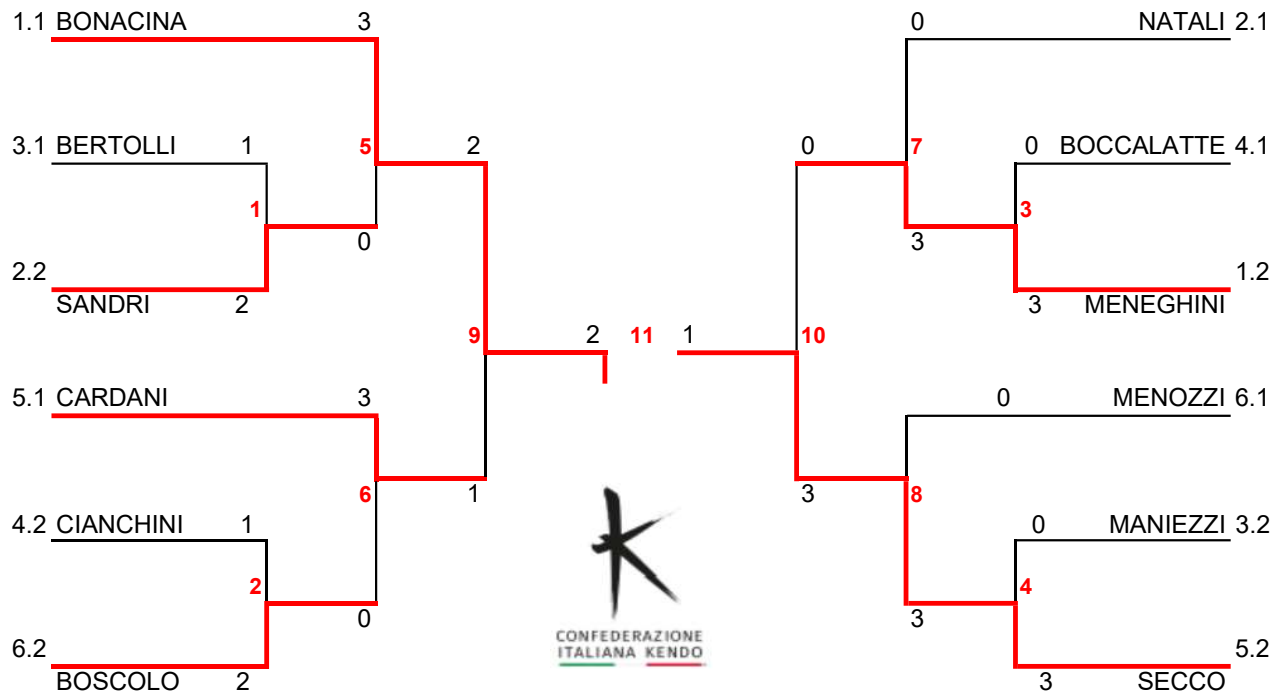 1.1 BONACINA 3 0 NATALI 2.1
3.1 BERTOLLI 1 5 2 0 7 0 BOCCALATTE 4.1
1 0 3 3
2.2 1.2
SANDRI 2 3 MENEGHINI
9 2 11 1 10
5.1 CARDANI 3 0 MENOZZI 6.1
6 1 3 8
4.2 CIANCHINI 1 0 MANIEZZI 3.2
2 0 3 4
6.2 5.2
BOSCOLO 2 3 SECCO
CONFEDERAZIONE
ITALIANA KENDO